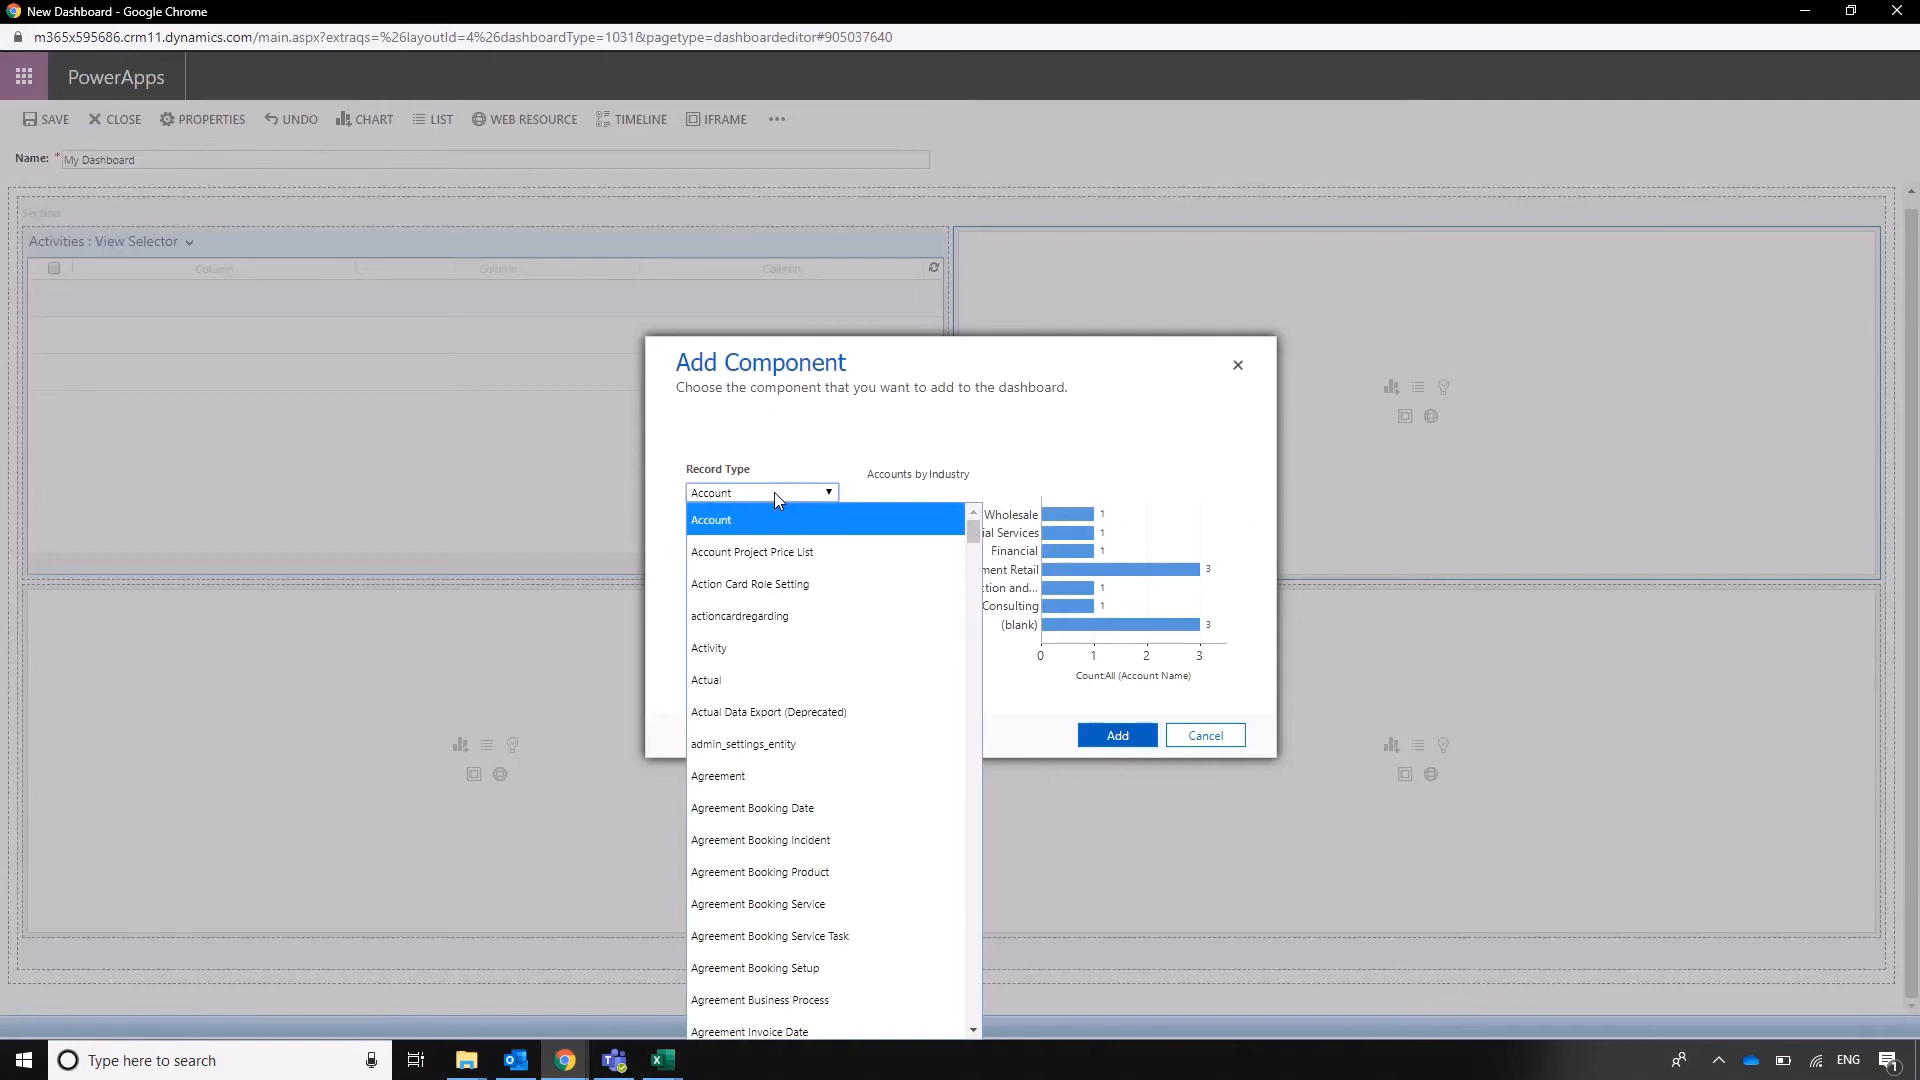 New Dashboard - Google Chrome
m365x595686.crm11.dynamics.com/main.aspx?extraqs=%26layoutId=4%26dashboardType=1031&pagetype=dashboardeditor#905037640
PowerApps
SAVE CLOSE PROPERTIES UNDO CHART LIST WEB RESOURCE TIMELINE IFRAME •••
Name: * My Dashboard
Section
Activities : View Selector
Column Column Column
Add Component
Choose the component that you want to add to the dashboard.
Record Type
Account
Account
Account Project Price List
Action Card Role Setting
actioncardregarding
Activity
Actual
Actual Data Export (Deprecated)
admin_settings_entity
Agreement
Agreement Booking Date
Agreement Booking Incident
Agreement Booking Product
Agreement Booking Service
Agreement Booking Service Task
Agreement Booking Setup
Agreement Business Process
Agreement Invoice Date
Accounts by Industry
Wholesale 1
ial Services 1
Financial 1
ment Retail 3
ction and... 1
Consulting 1
(blank) 3
0 1 2 3
Count:All (Account Name)
Add Cancel
Type here to search
ENG
1